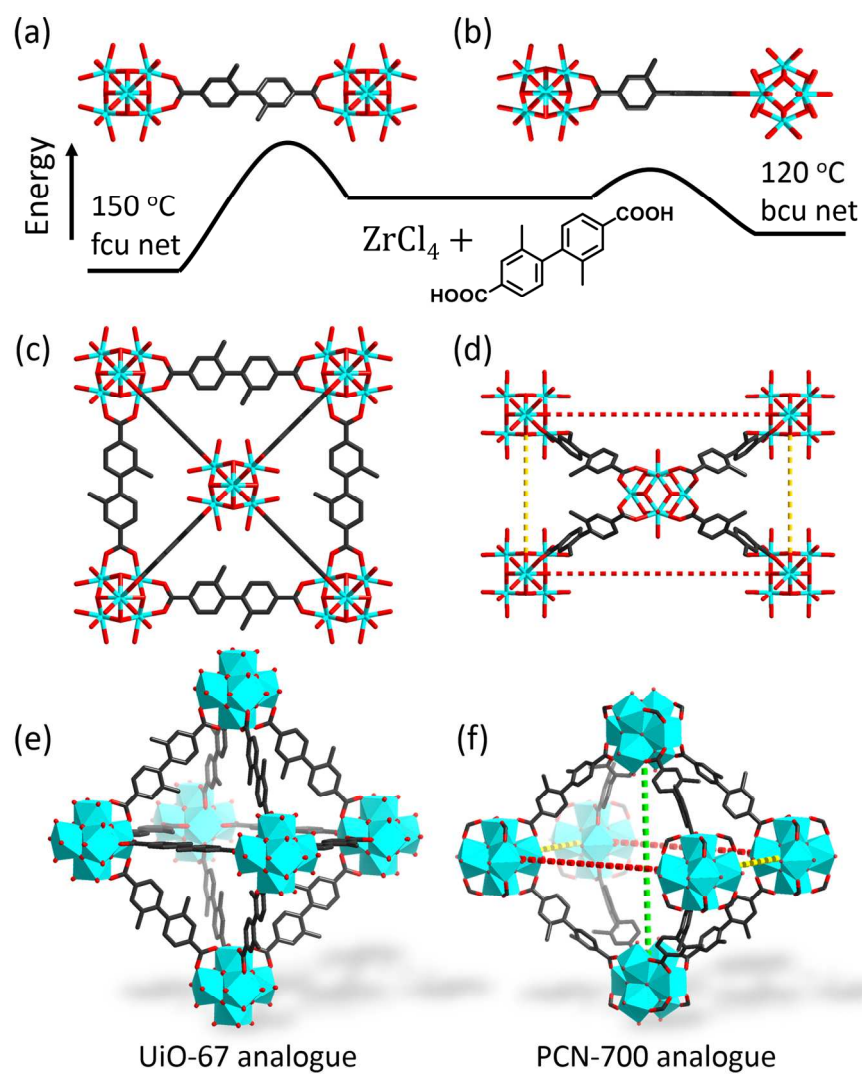 (a)
(b)
Energy
150 °C
fcu net
120 °C
bcu net
ZrCl₄ +
COOH
HOOC
(c)
(d)
(e)
(f)
UiO-67 analogue
PCN-700 analogue